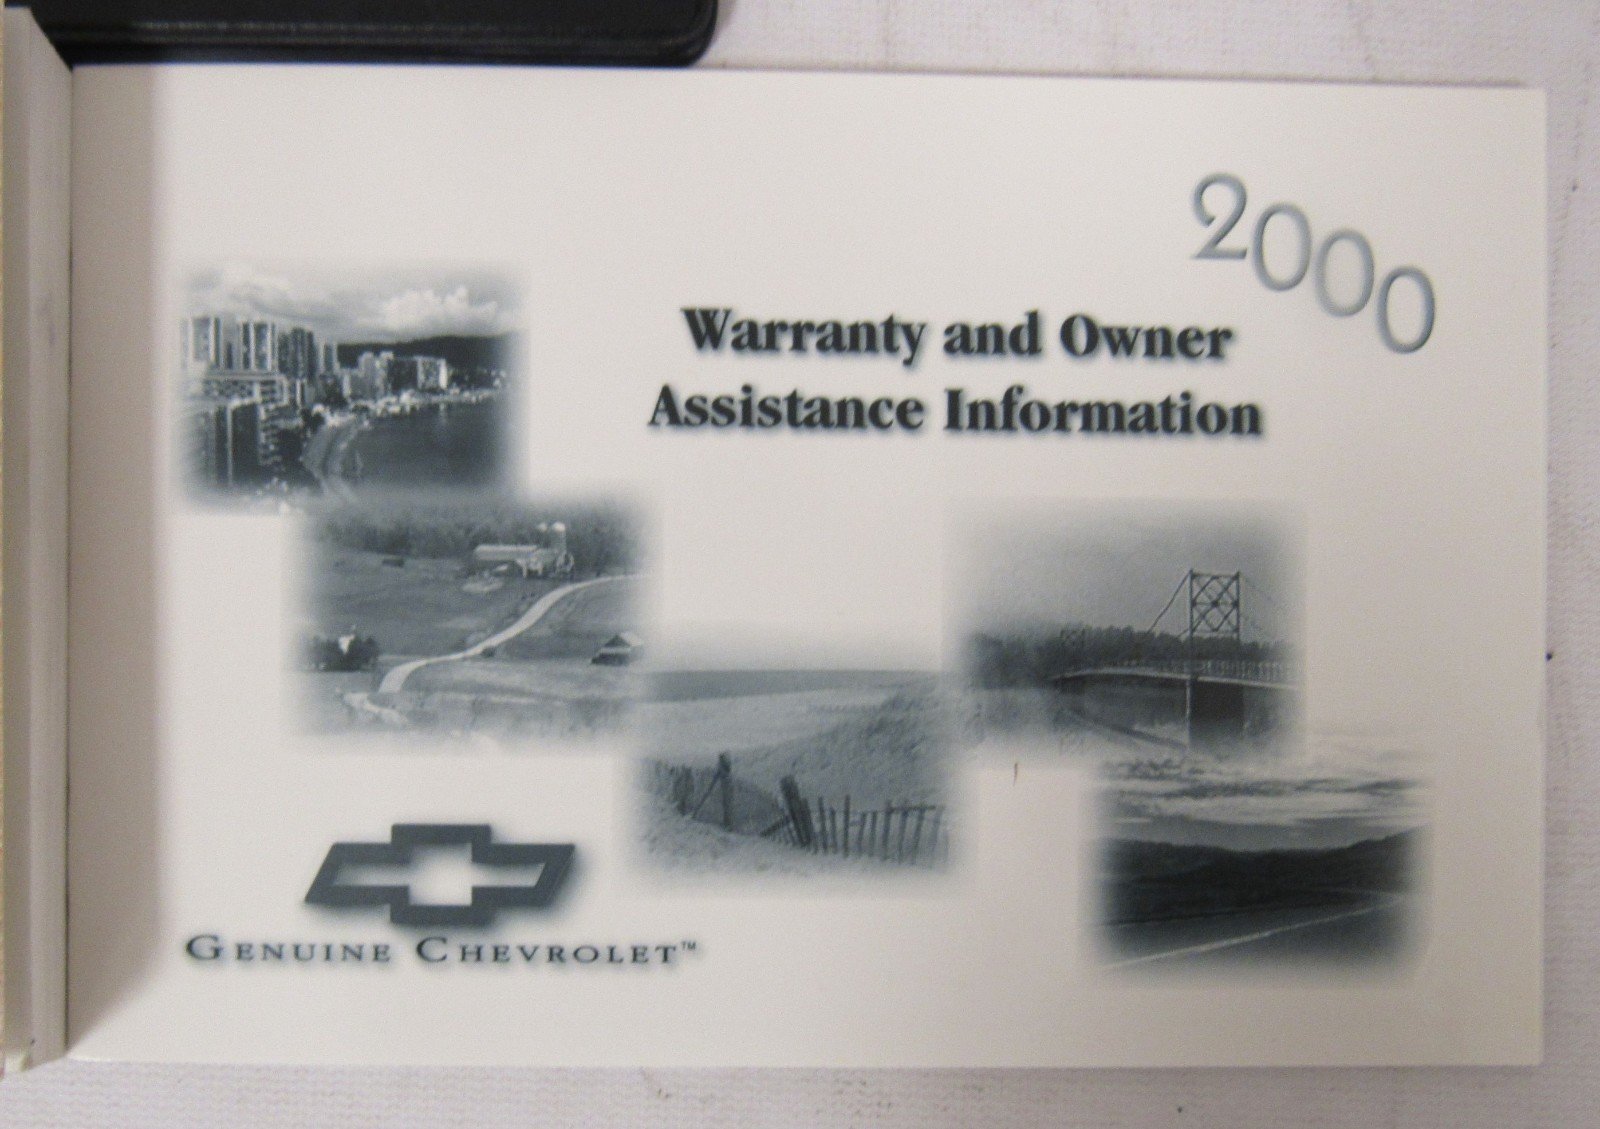 2000
Warranty and Owner
Assistance Information
GENUINE CHEVROLET™